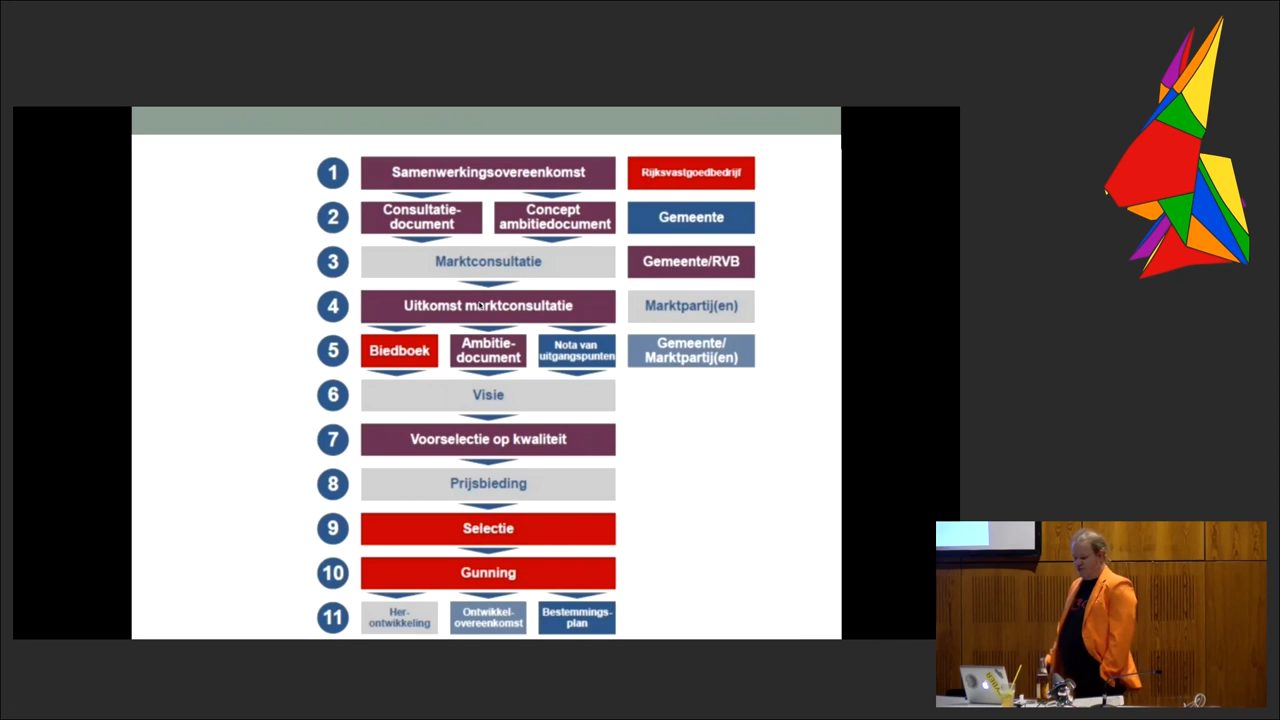 1
Samenwerkingsovereenkomst
Rijksvastgoedbedrijf
2
Consultatie-
document
Concept
ambitiedocument
Gemeente
3
Marktconsultatie
Gemeente/RVB
4
Uitkomst marktconsultatie
Marktpartij(en)
5
Biedboek
Ambitie-
document
Nota van
uitgangspunten
Gemeente/
Marktpartij(en)
6
Visie
7
Voorselectie op kwaliteit
8
Prijsbieding
9
Selectie
10
Gunning
11
Her-
ontwikkeling
Ontwikkel-
overeenkomst
Bestemmings-
plan